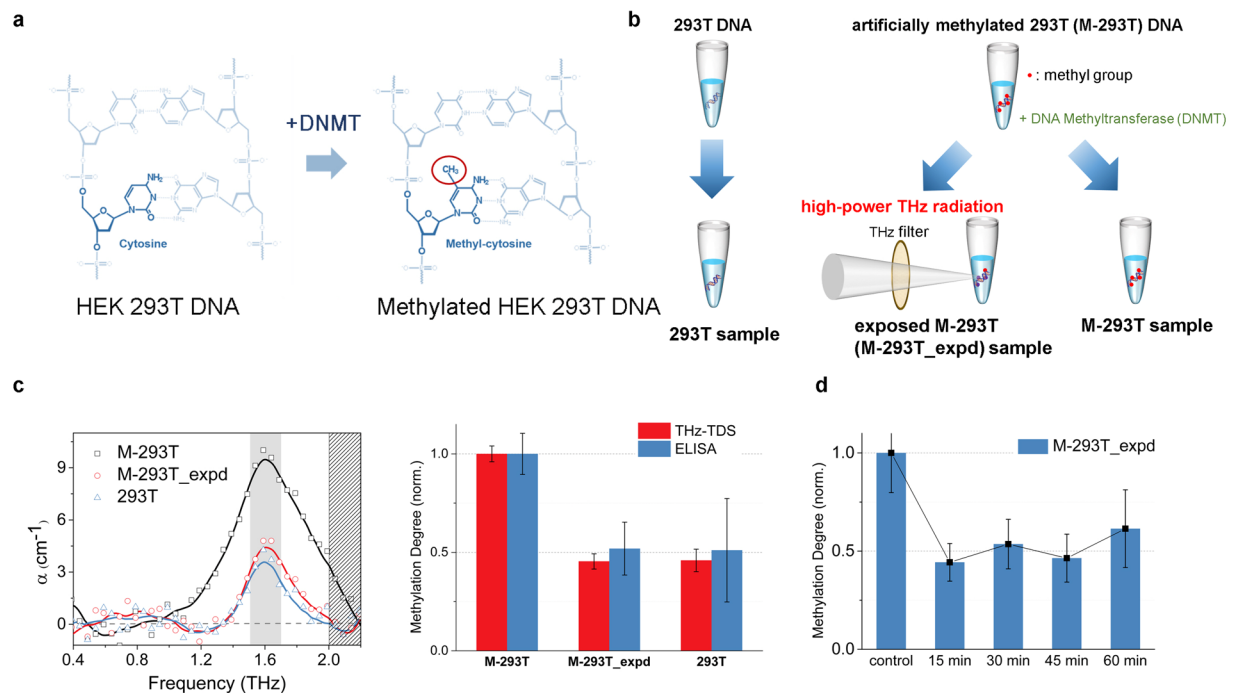 a
+DNMT
CH₃
NH₂
N
N
O
Cytosine
NH₂
N
N
O
Methyl-cytosine
HEK 293T DNA
Methylated HEK 293T DNA
b
293T DNA
artificially methylated 293T (M-293T) DNA
: methyl group
+ DNA Methyltransferase (DNMT)
high-power THz radiation
THz filter
293T sample
exposed M-293T
(M-293T_expd) sample
M-293T sample
c
M-293T
M-293T_expd
293T
9
6
3
0
α (cm⁻¹)
0.4
0.8
1.2
1.6
2.0
Frequency (THz)
THz-TDS
ELISA
1.0
0.5
0.0
Methylation Degree (norm.)
M-293T
M-293T_expd
293T
d
M-293T_expd
1.0
0.5
0.0
Methylation Degree (norm.)
control
15 min
30 min
45 min
60 min